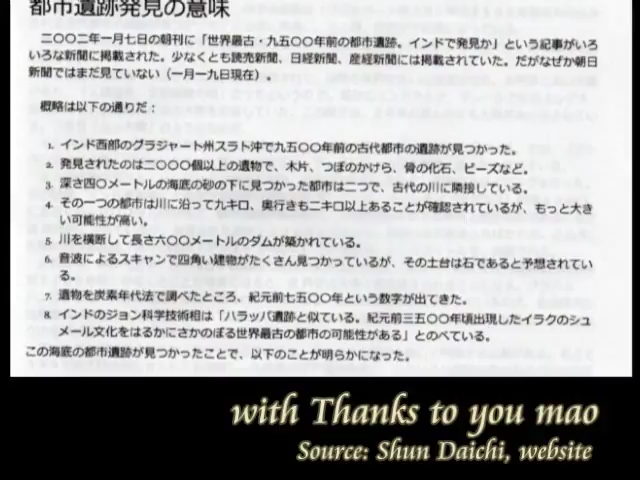 都市遺跡発見の意味
二〇〇二年一月七日の朝刊に「世界最古・九五〇〇年前の都市遺跡。インドで発見か」という記事がいろ
いろな新聞に掲載された。少なくとも読売新聞、日経新聞、産経新聞には掲載されていた。だがなぜか朝日
新聞ではまだ見ていない（一月一九日現在）。
概略は以下の通りだ：
1. インド西部のグラジャート州スラト沖で九五〇〇年前の古代都市の遺跡が見つかった。
2. 発見されたのは二〇〇〇個以上の遺物で、木片、つぼのかけら、骨の化石、ビーズなど。
3. 深さ四〇メートルの海底の砂の下に見つかった都市は二つで、古代の川に隣接している。
4. その一つの都市は川に沿って九キロ、奥行きも二キロ以上あることが確認されているが、もっと大き
い可能性が高い。
5. 川を横断して長さ六〇〇メートルのダムが築かれている。
6. 音波によるスキャンで四角い建物がたくさん見つかっているが、その土台は石であると予想されてい
る。
7. 遺物を炭素年代法で調べたところ、紀元前七五〇〇年という数字が出てきた。
8. インドのジョシ科学技術相は「ハラッパ遺跡と似ている。紀元前三五〇〇年頃出現したイラクのシュ
メール文化をはるかにさかのぼる世界最古の都市の可能性がある」とのべている。
この海底の都市遺跡が見つかったことで、以下のことが明らかになった。
with Thanks to you mao
Source: Shun Daichi, website